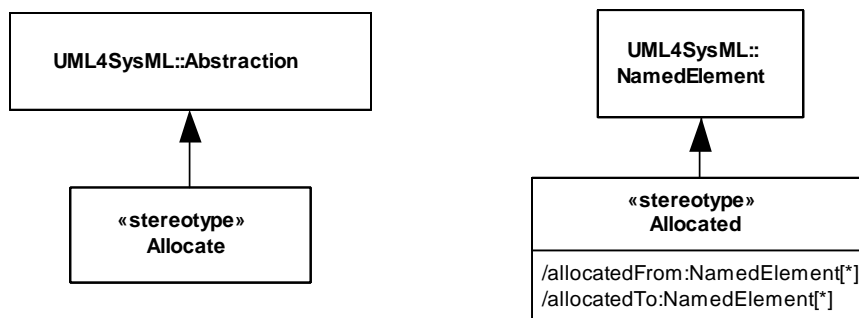 UML4SysML::Abstraction
«stereotype»
Allocate
UML4SysML::
NamedElement
«stereotype»
Allocated
/allocatedFrom:NamedElement[*]
/allocatedTo:NamedElement[*]